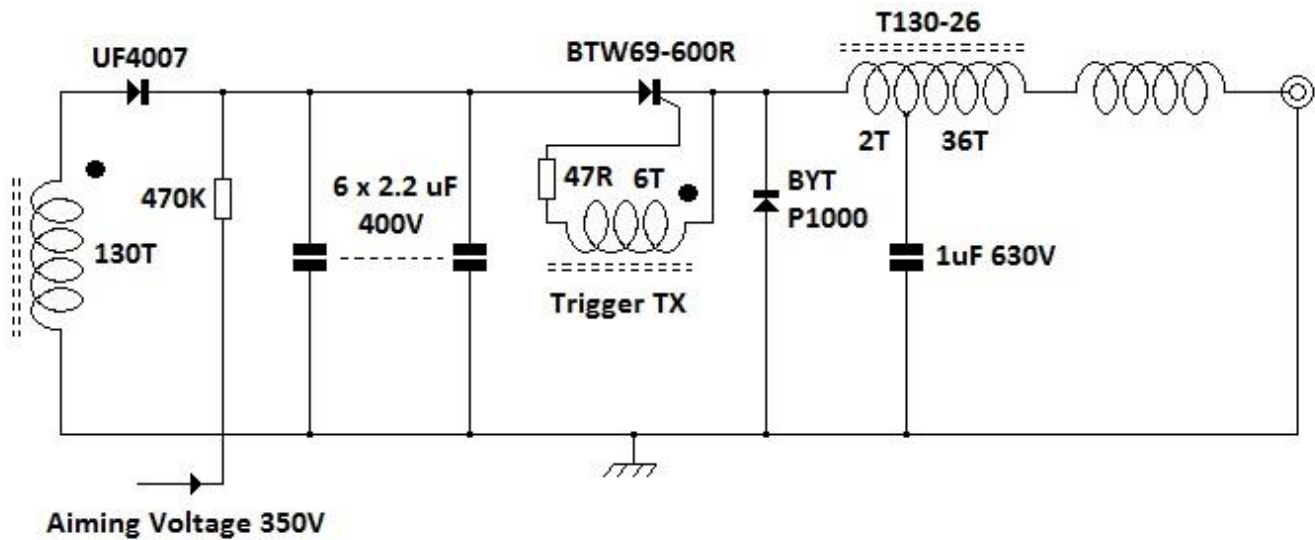 T130-26
UF4007
BTW69-600R
2T
36T
470K
6 x 2.2 uF
400V
47R
6T
BYT
P1000
130T
1uF 630V
Trigger TX
Aiming Voltage 350V